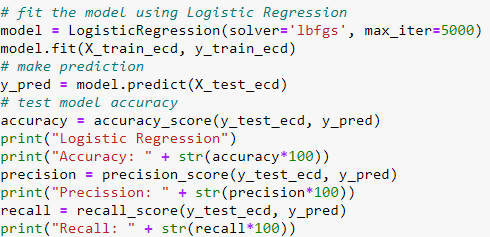 # fit the model using Logistic Regression
model = LogisticRegression(solver='lbfgs', max_iter=5000)
model.fit(X_train_ecd, y_train_ecd)
# make prediction
y_pred = model.predict(X_test_ecd)
# test model accuracy
accuracy = accuracy_score(y_test_ecd, y_pred)
print("Logistic Regression")
print("Accuracy: " + str(accuracy*100))
precision = precision_score(y_test_ecd, y_pred)
print("Precission: " + str(precision*100))
recall = recall_score(y_test_ecd, y_pred)
print("Recall: " + str(recall*100))